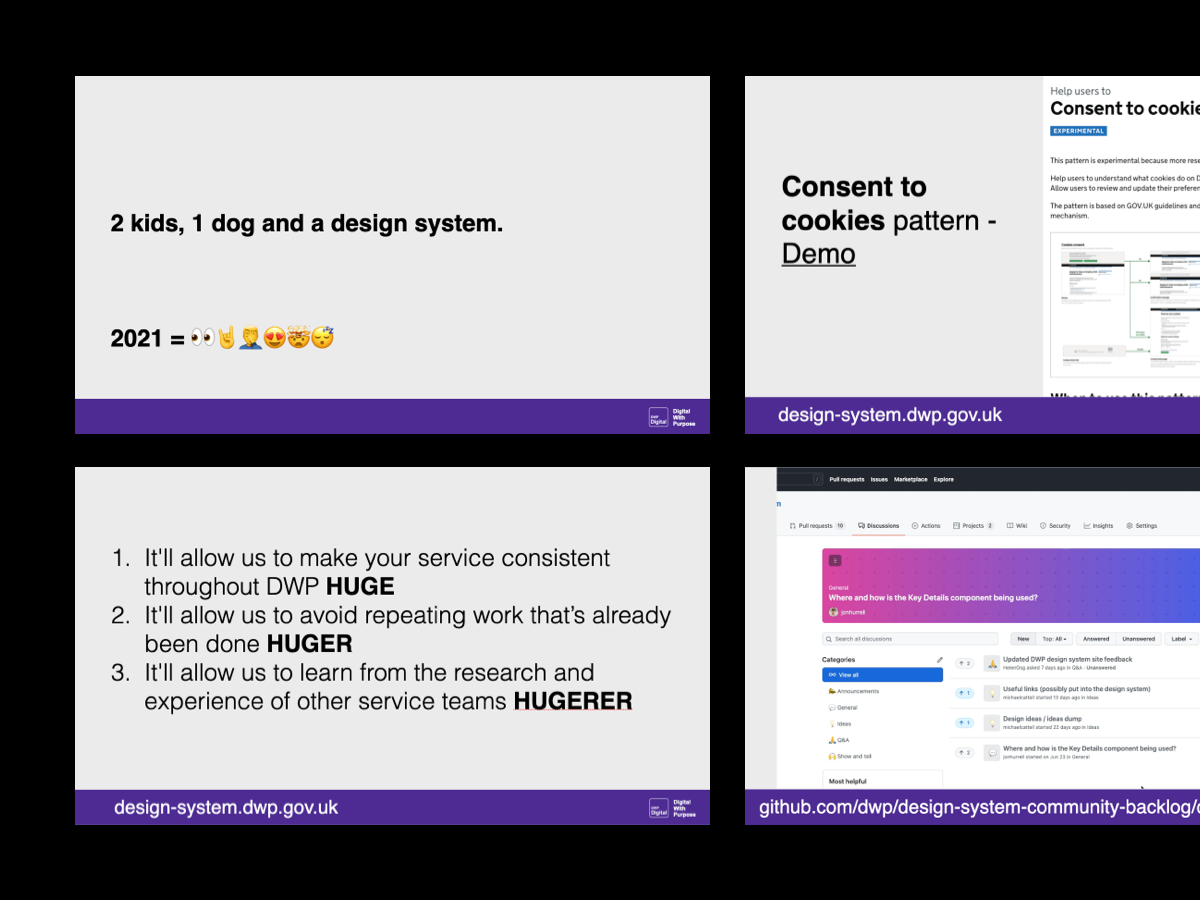 2 kids, 1 dog and a design system.
2021 = 👀🤘🤦‍♂️😍🤯😴
DWP
Digital
Digital
With
Purpose
Consent to
cookies pattern -
Demo
Help users to
Consent to cookie
EXPERIMENTAL
This pattern is experimental because more rese
Help users to understand what cookies do on D
Allow users to review and update their preferen
The pattern is based on GOV.UK guidelines and
mechanism.
Cookies consent
When to use this pattern
design-system.dwp.gov.uk
1. It'll allow us to make your service consistent
throughout DWP HUGE
2. It'll allow us to avoid repeating work that's already
been done HUGER
3. It'll allow us to learn from the research and
experience of other service teams HUGERER
design-system.dwp.gov.uk
DWP
Digital
Digital
With
Purpose
/ Pull requests Issues Marketplace Explore
m
Pull requests 10 Discussions Actions Projects 2 Wiki Security Insights Settings
General
Where and how is the Key Details component being used?
jonhurrell
Search all discussions New Top: All Answered Unanswered Label
Categories
View all
Announcements
General
Ideas
Q&A
Show and tell
Most helpful
↑ 2 Updated DWP design system site feedback
HelenOsg asked 7 days ago in Q&A · Unanswered
↑ 1 Useful links (possibly put into the design system)
michaelcattell started 13 days ago in Ideas
↑ 1 Design ideas / ideas dump
michaelcattell started 22 days ago in Ideas
↑ 2 Where and how is the Key Details component being used?
jonhurrell started on Jun 23 in General
github.com/dwp/design-system-community-backlog/